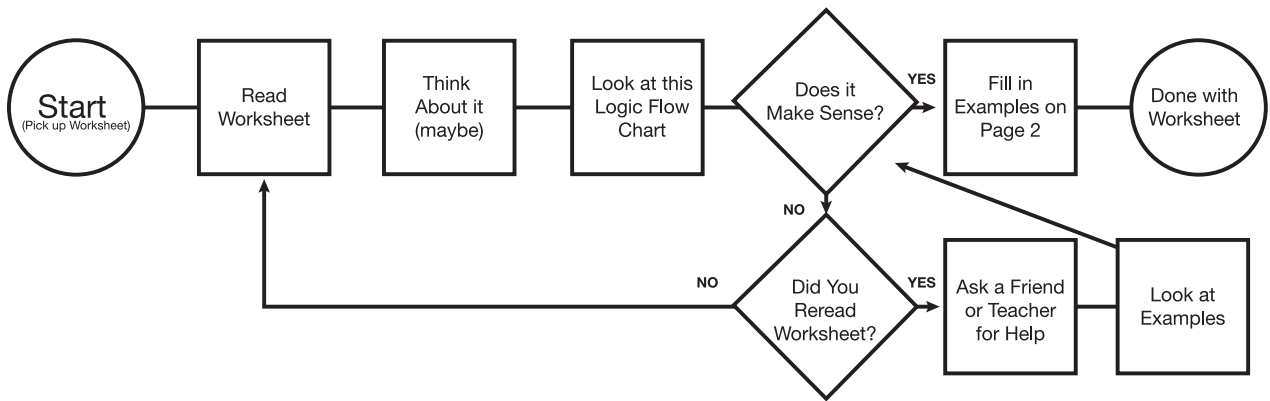 Start
(Pick up Worksheet)
Read
Worksheet
Think
About it
(maybe)
Look at this
Logic Flow
Chart
Does it
Make Sense?
YES
Fill in
Examples on
Page 2
Done with
Worksheet
NO
NO
Did You
Reread
Worksheet?
YES
Ask a Friend
or Teacher
for Help
Look at
Examples